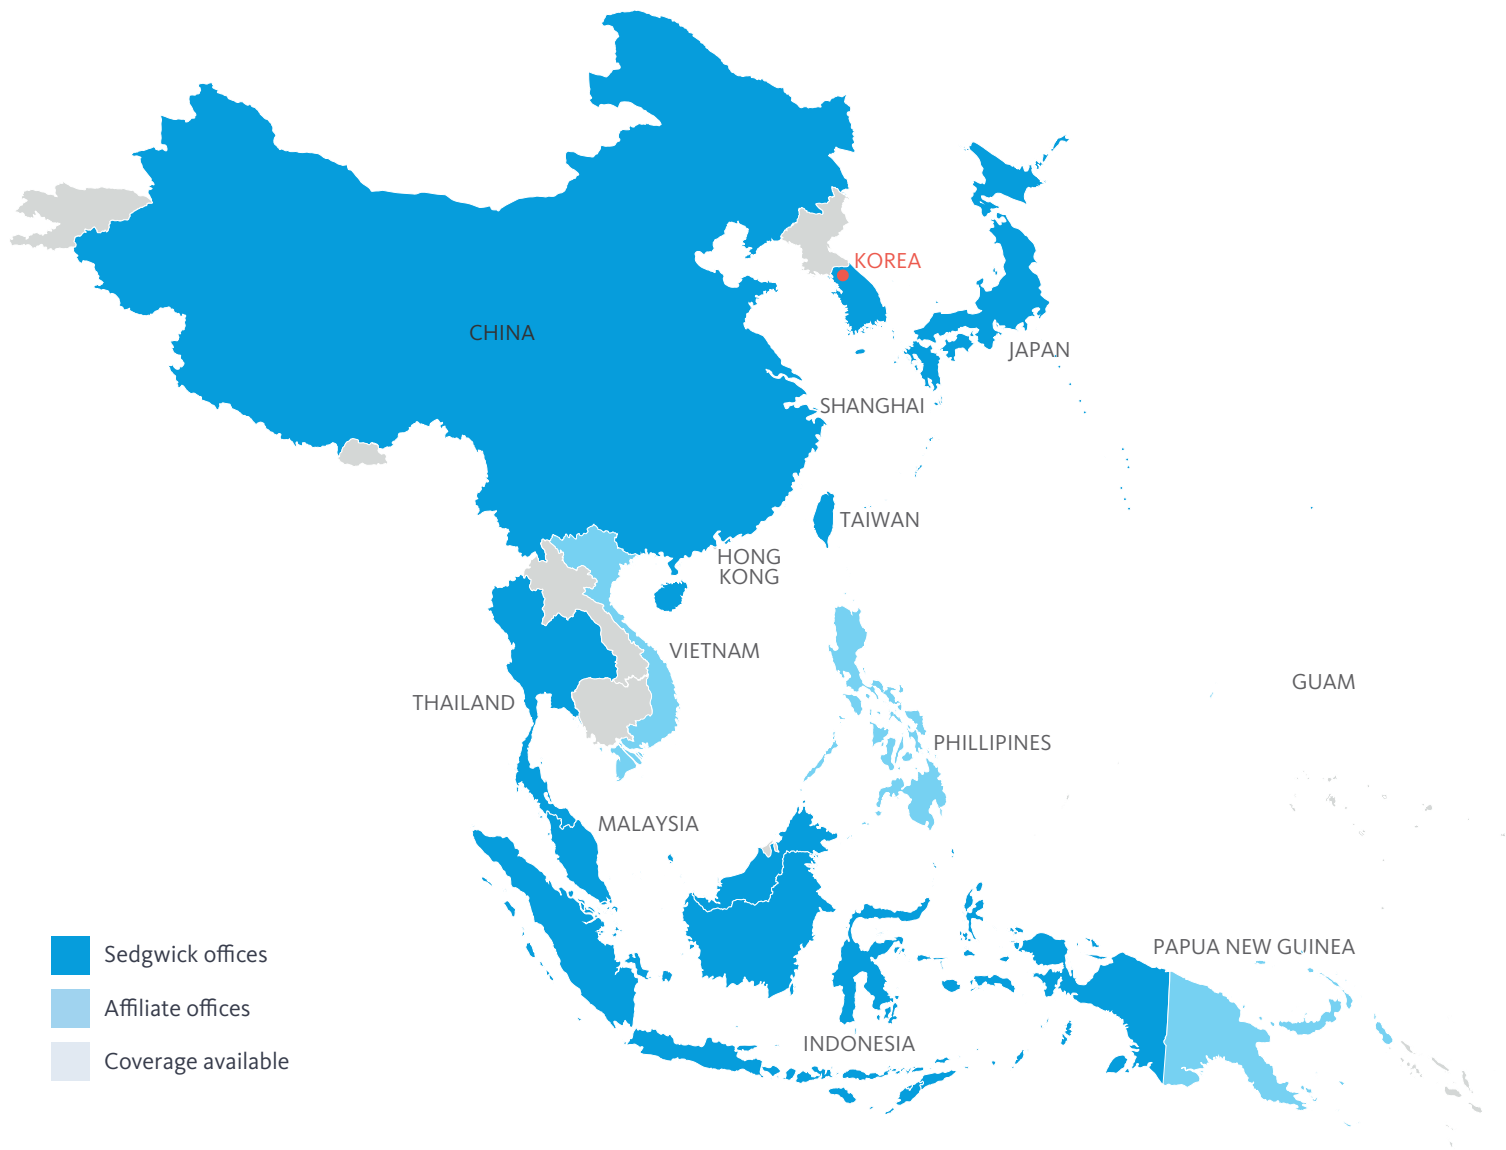 KOREA
CHINA
JAPAN
SHANGHAI
TAIWAN
HONG
KONG
VIETNAM
GUAM
THAILAND
PHILLIPINES
MALAYSIA
PAPUA NEW GUINEA
Sedgwick offices
Affiliate offices
INDONESIA
Coverage available